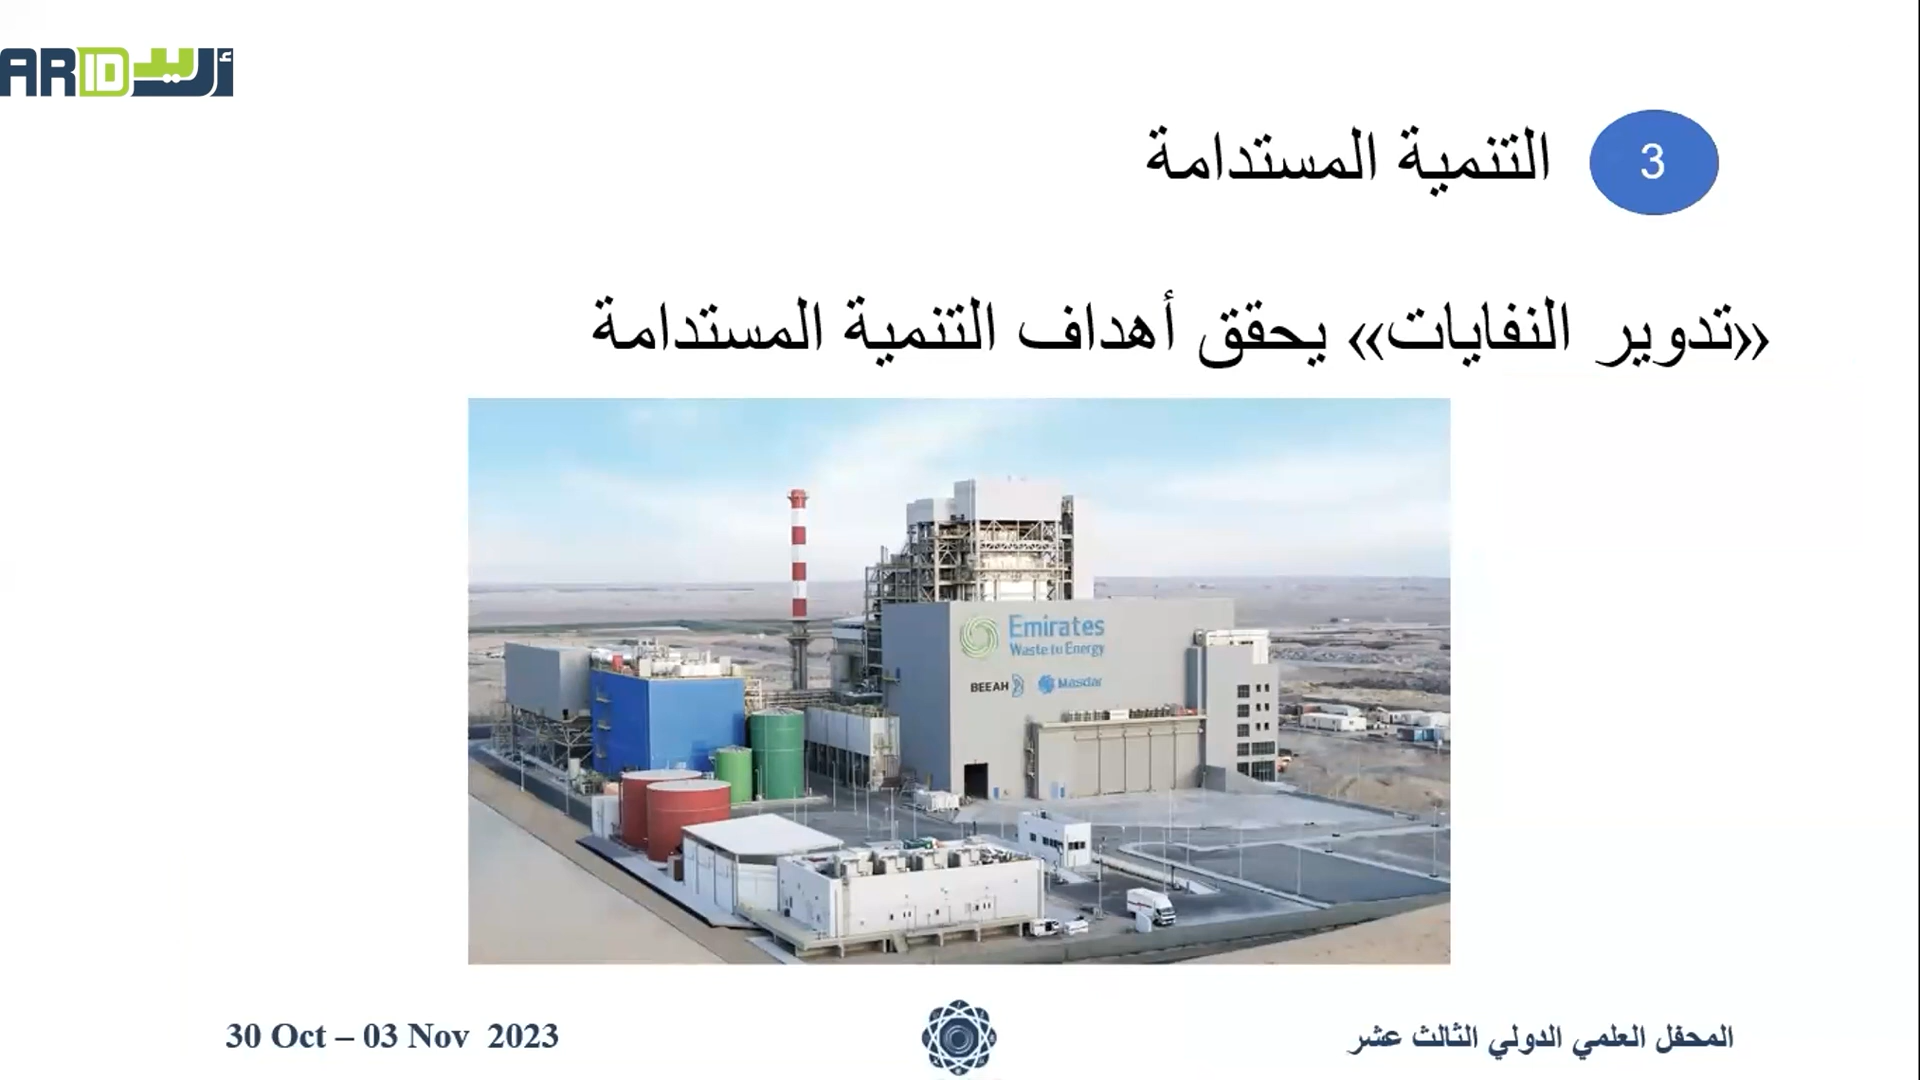 ARID أريد
3 التنمية المستدامة
«تدوير النفايات» يحقق أهداف التنمية المستدامة
Emirates
Waste to Energy
BEEAH Masdar
30 Oct – 03 Nov 2023
المحفل العلمي الدولي الثالث عشر